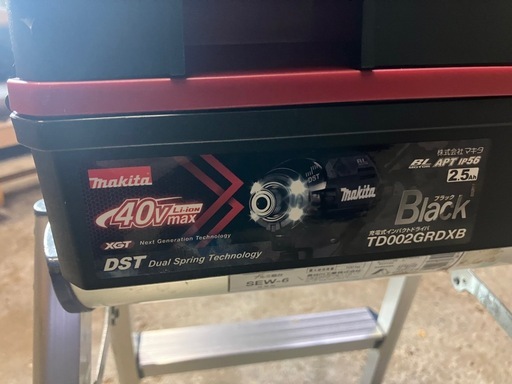 makita
40Vmax
Li-ion
XGT Next Generation Technology
DST Dual Spring Technology
DST
makita
株式会社マキタ
BL APT IP56
2.5Ah
ブラック
Black
充電式インパクトドライバ
TD002GRDXB
SEW-6